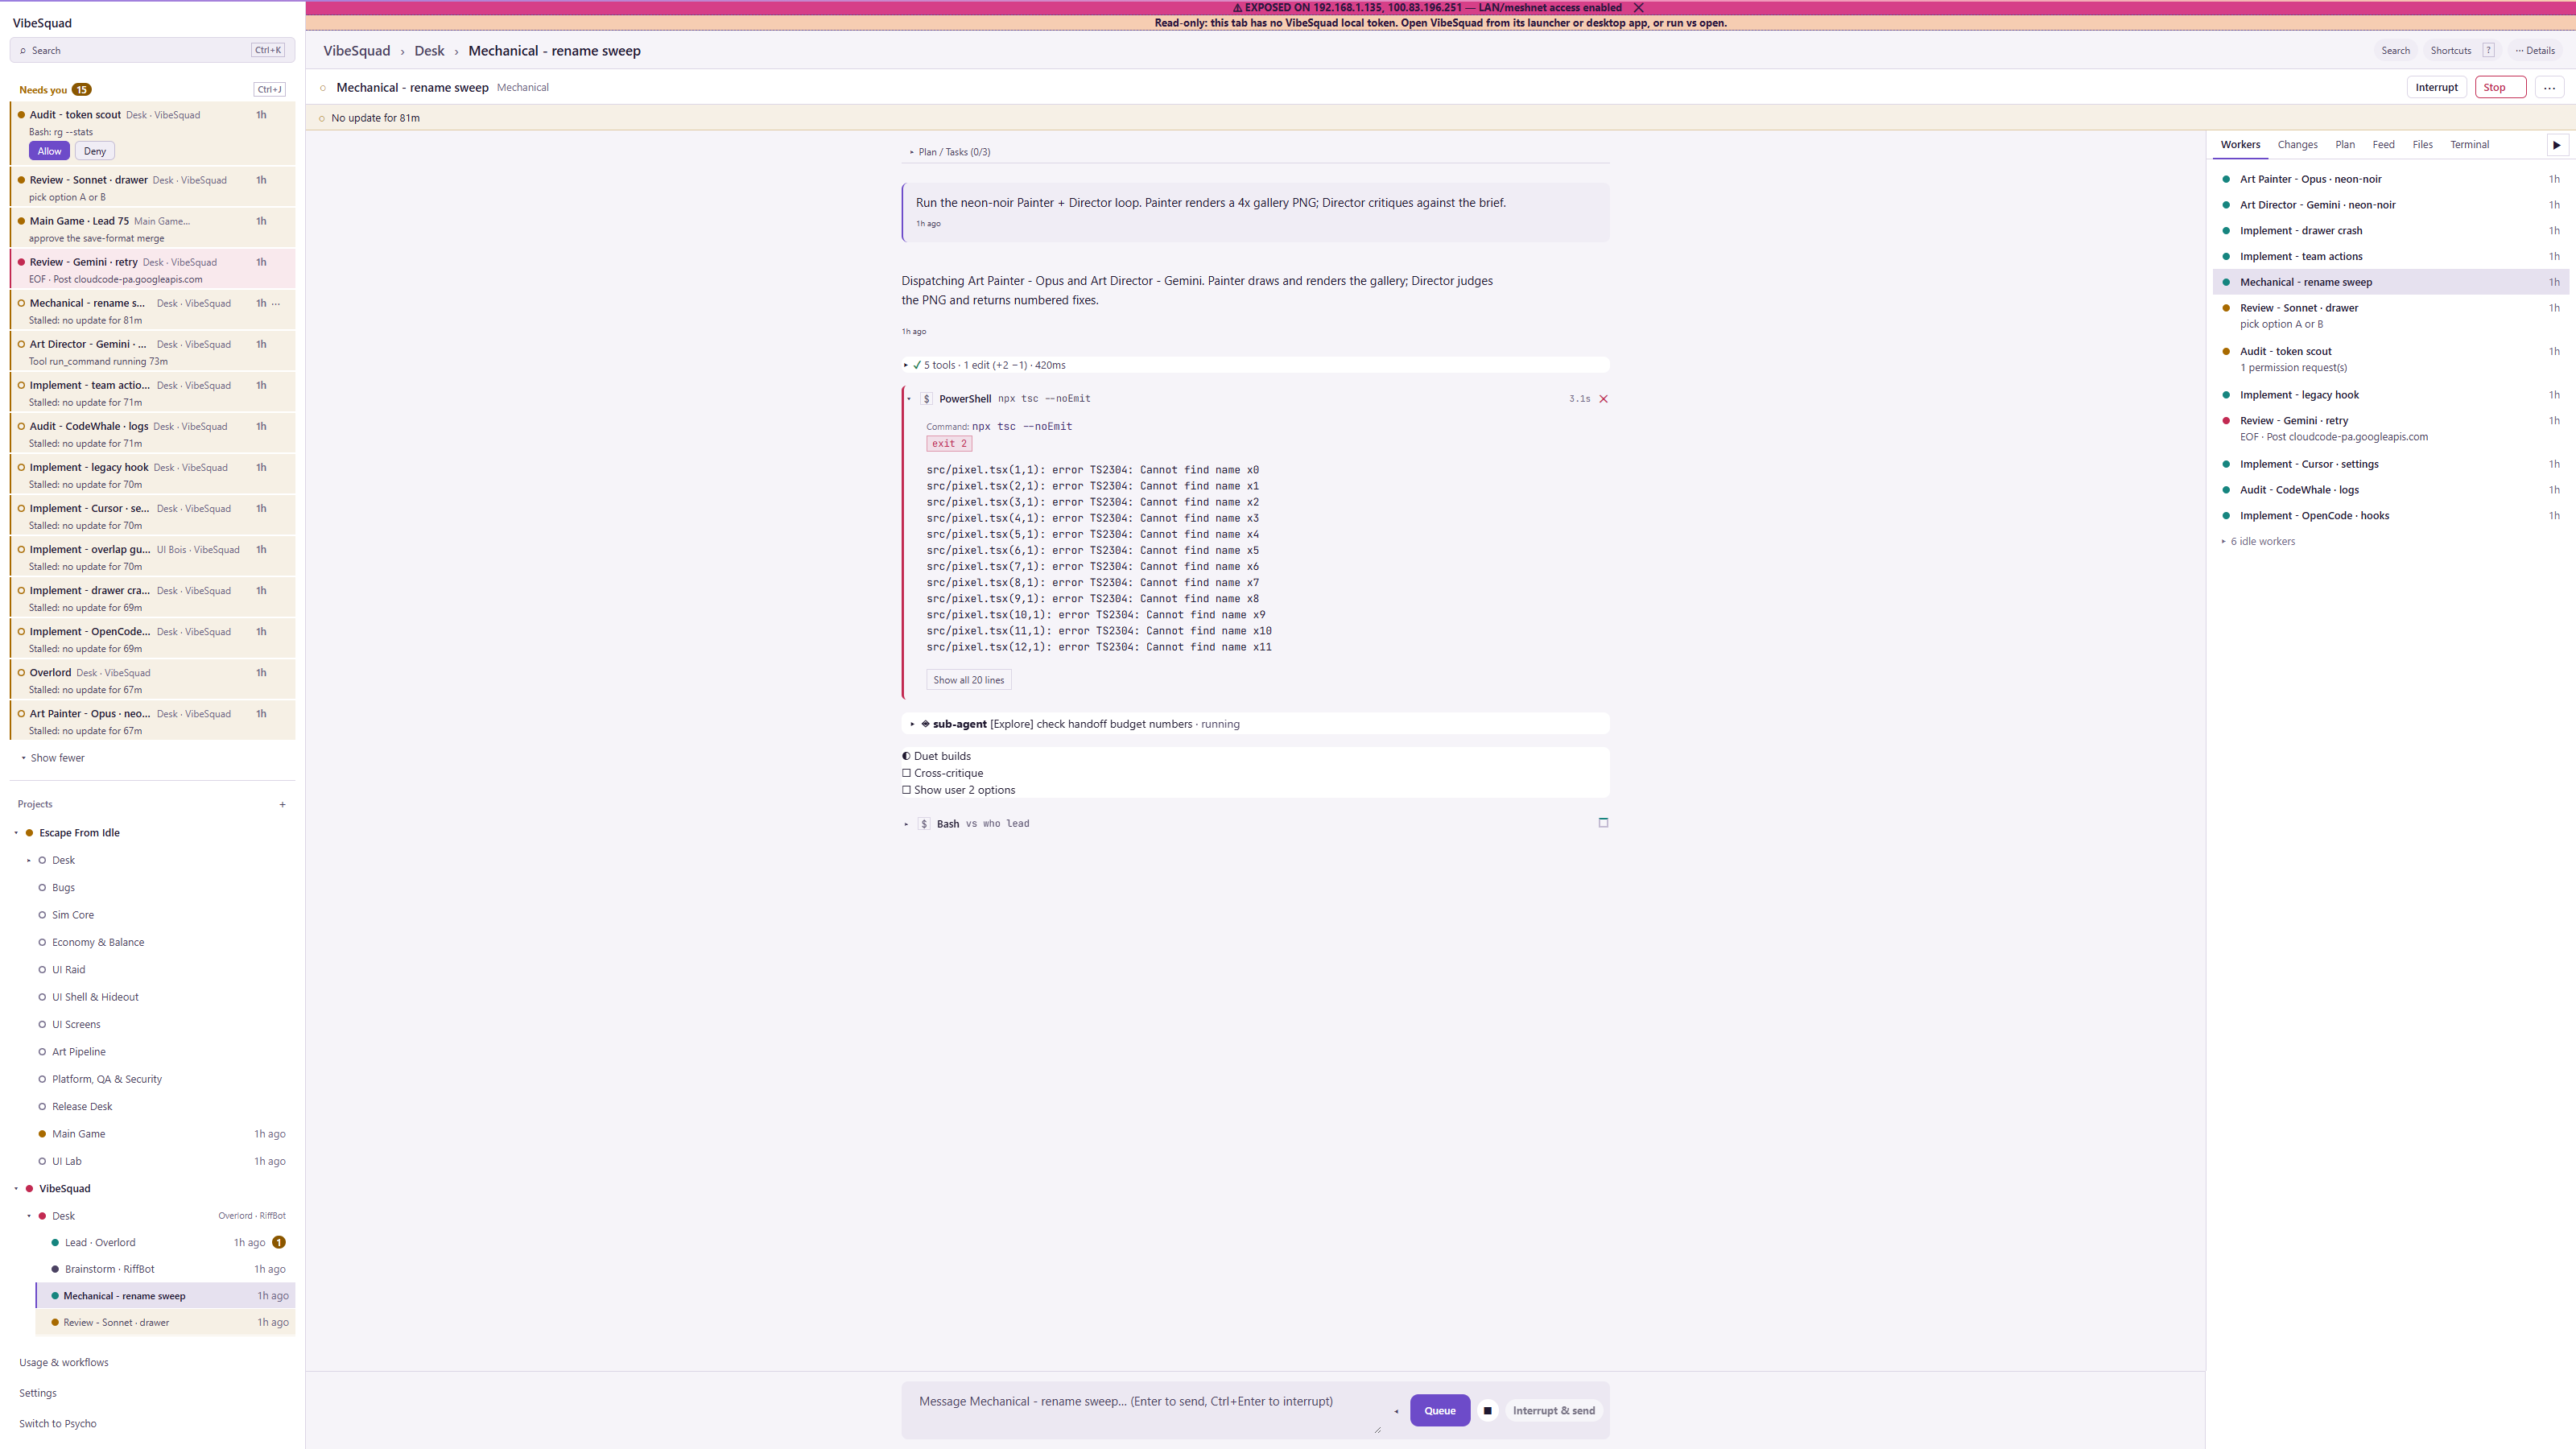 VibeSquad
Search Ctrl+K
Needs you 15 Ctrl+J
Audit - token scout Desk · VibeSquad 1h
Bash: rg --stats
Allow Deny
Review - Sonnet · drawer Desk · VibeSquad 1h
pick option A or B
Main Game · Lead 75 Main Game... 1h
approve the save-format merge
Review - Gemini · retry Desk · VibeSquad 1h
EOF · Post cloudcode-pa.googleapis.com
Mechanical - rename s... Desk · VibeSquad 1h ...
Stalled: no update for 81m
Art Director - Gemini · ... Desk · VibeSquad 1h
Tool run_command running 73m
Implement - team actio... Desk · VibeSquad 1h
Stalled: no update for 71m
Audit - CodeWhale · logs Desk · VibeSquad 1h
Stalled: no update for 71m
Implement - legacy hook Desk · VibeSquad 1h
Stalled: no update for 70m
Implement - Cursor · se... Desk · VibeSquad 1h
Stalled: no update for 70m
Implement - overlap gu... UI Bois · VibeSquad 1h
Stalled: no update for 70m
Implement - drawer cra... Desk · VibeSquad 1h
Stalled: no update for 69m
Implement - OpenCode... Desk · VibeSquad 1h
Stalled: no update for 69m
Overlord Desk · VibeSquad 1h
Stalled: no update for 67m
Art Painter - Opus · neo... Desk · VibeSquad 1h
Stalled: no update for 67m
Show fewer
Projects +
Escape From Idle
Desk
Bugs
Sim Core
Economy & Balance
UI Raid
UI Shell & Hideout
UI Screens
Art Pipeline
Platform, QA & Security
Release Desk
Main Game 1h ago
UI Lab 1h ago
VibeSquad
Desk Overlord · RiffBot
Lead · Overlord 1h ago 1
Brainstorm · RiffBot 1h ago
Mechanical - rename sweep 1h ago
Review - Sonnet · drawer 1h ago
Usage & workflows
Settings
Switch to Psycho
⚠ EXPOSED ON 192.168.1.135, 100.83.196.251 — LAN/meshnet access enabled
Read-only: this tab has no VibeSquad local token. Open VibeSquad from its launcher or desktop app, or run vs open.
VibeSquad › Desk › Mechanical - rename sweep
Search Shortcuts ? ··· Details
Mechanical - rename sweep Mechanical
Interrupt Stop ...
No update for 81m
Plan / Tasks (0/3)
Run the neon-noir Painter + Director loop. Painter renders a 4x gallery PNG; Director critiques against the brief.
1h ago
Dispatching Art Painter - Opus and Art Director - Gemini. Painter draws and renders the gallery; Director judges
the PNG and returns numbered fixes.
1h ago
✓ 5 tools · 1 edit (+2 −1) · 420ms
$ PowerShell npx tsc --noEmit 3.1s
Command: npx tsc --noEmit
exit 2
src/pixel.tsx(1,1): error TS2304: Cannot find name x0
src/pixel.tsx(2,1): error TS2304: Cannot find name x1
src/pixel.tsx(3,1): error TS2304: Cannot find name x2
src/pixel.tsx(4,1): error TS2304: Cannot find name x3
src/pixel.tsx(5,1): error TS2304: Cannot find name x4
src/pixel.tsx(6,1): error TS2304: Cannot find name x5
src/pixel.tsx(7,1): error TS2304: Cannot find name x6
src/pixel.tsx(8,1): error TS2304: Cannot find name x7
src/pixel.tsx(9,1): error TS2304: Cannot find name x8
src/pixel.tsx(10,1): error TS2304: Cannot find name x9
src/pixel.tsx(11,1): error TS2304: Cannot find name x10
src/pixel.tsx(12,1): error TS2304: Cannot find name x11
Show all 20 lines
sub-agent [Explore] check handoff budget numbers · running
◐ Duet builds
☐ Cross-critique
☐ Show user 2 options
$ Bash vs who lead
Message Mechanical - rename sweep... (Enter to send, Ctrl+Enter to interrupt)
Queue Interrupt & send
Workers Changes Plan Feed Files Terminal
Art Painter - Opus · neon-noir 1h
Art Director - Gemini · neon-noir 1h
Implement - drawer crash 1h
Implement - team actions 1h
Mechanical - rename sweep 1h
Review - Sonnet · drawer 1h
pick option A or B
Audit - token scout 1h
1 permission request(s)
Implement - legacy hook 1h
Review - Gemini · retry 1h
EOF · Post cloudcode-pa.googleapis.com
Implement - Cursor · settings 1h
Audit - CodeWhale · logs 1h
Implement - OpenCode · hooks 1h
6 idle workers